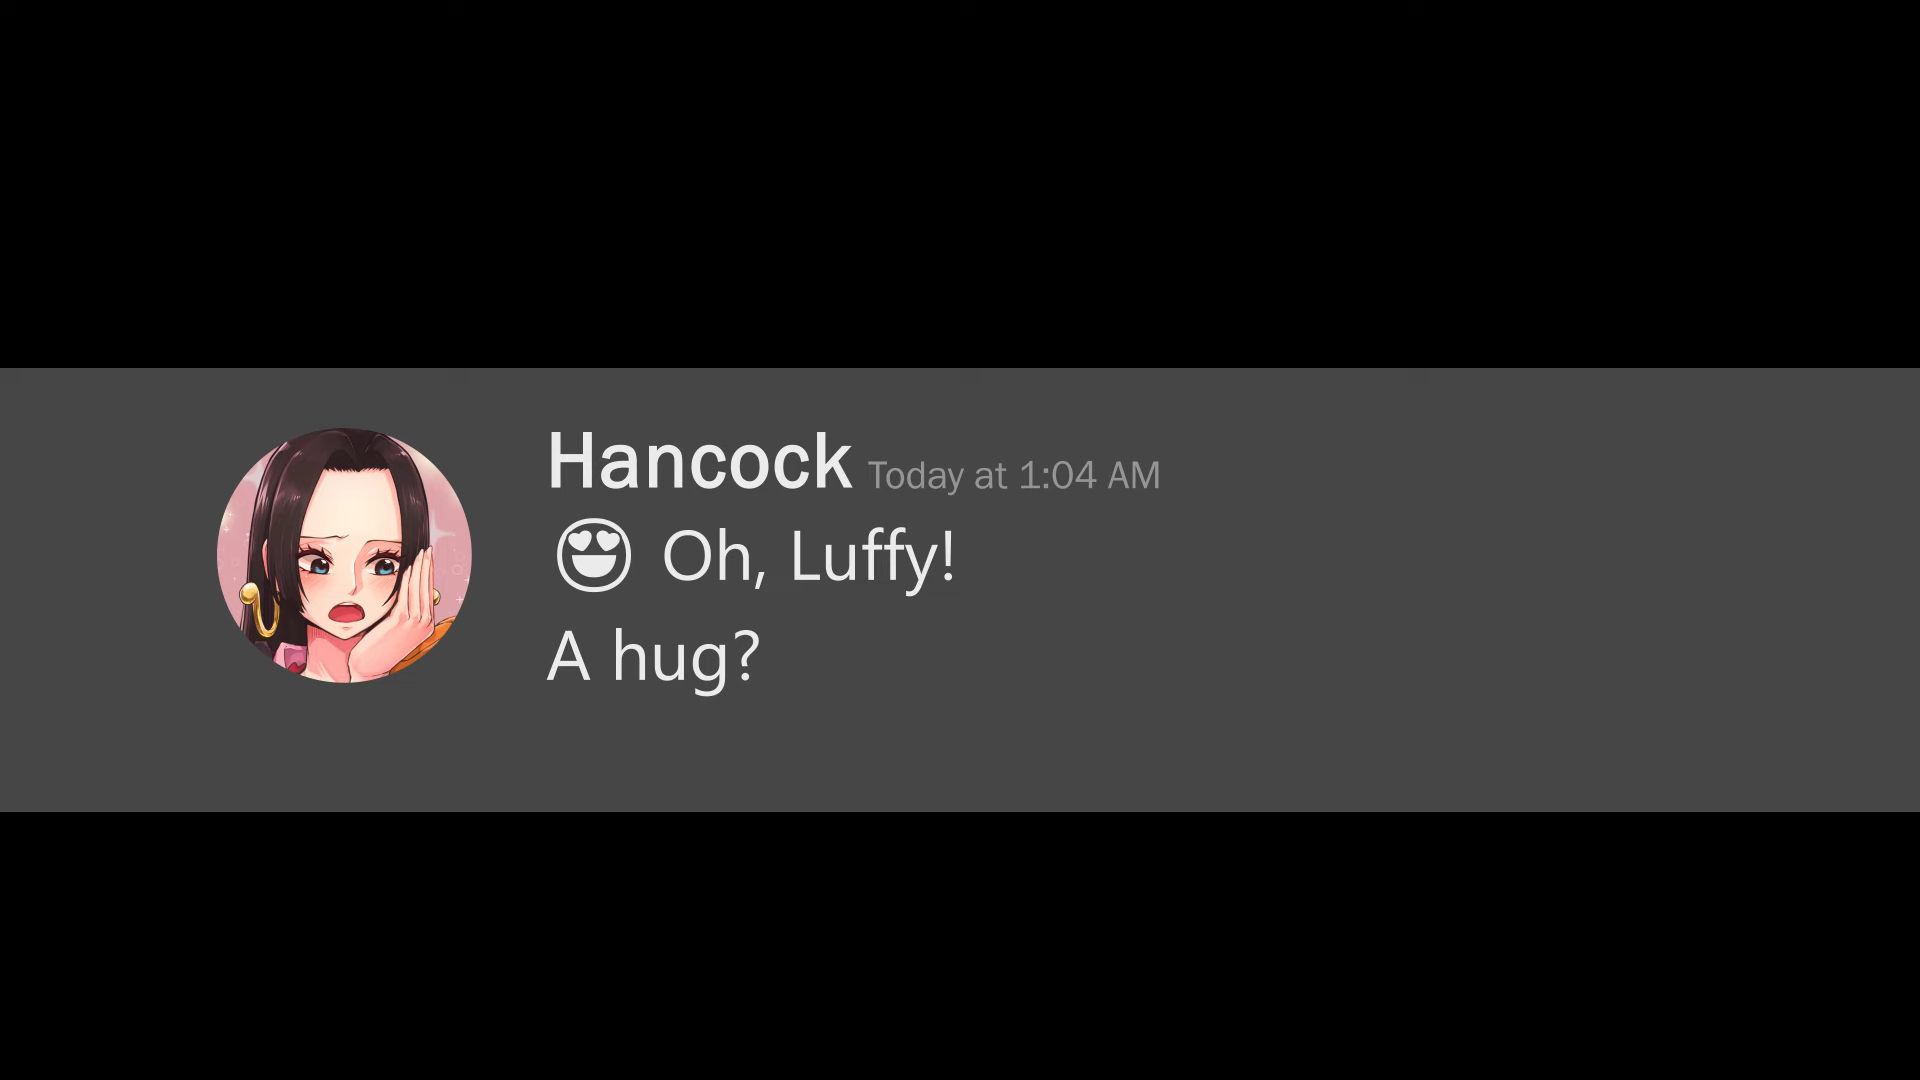 Hancock Today at 1:04 AM
😍 Oh, Luffy!
A hug?